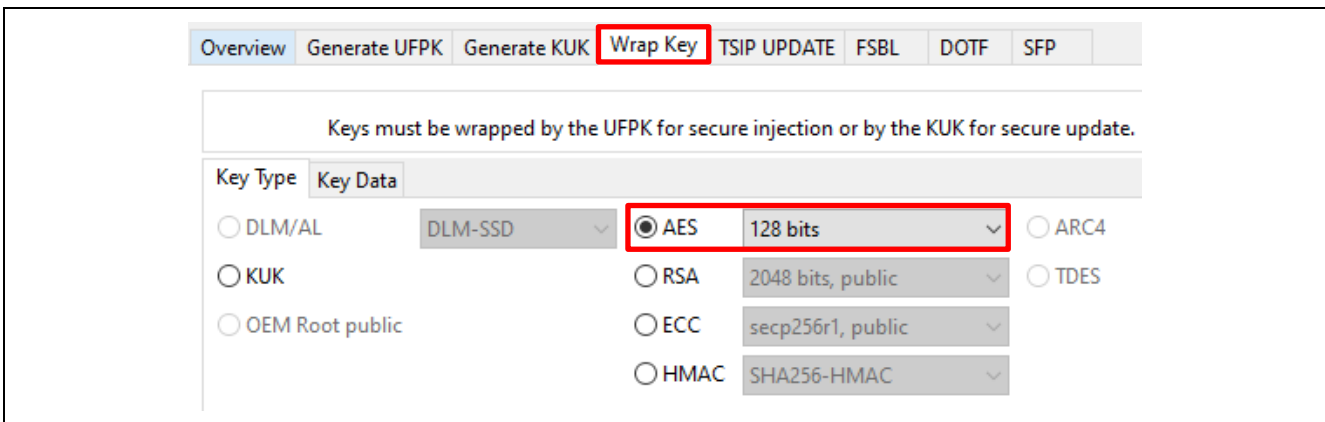 Overview Generate UFPK Generate KUK Wrap Key TSIP UPDATE FSBL DOTF SFP
Keys must be wrapped by the UFPK for secure injection or by the KUK for secure update.
Key Type Key Data
DLM/AL DLM-SSD AES 128 bits ARC4
KUK RSA 2048 bits, public TDES
OEM Root public ECC secp256r1, public
HMAC SHA256-HMAC